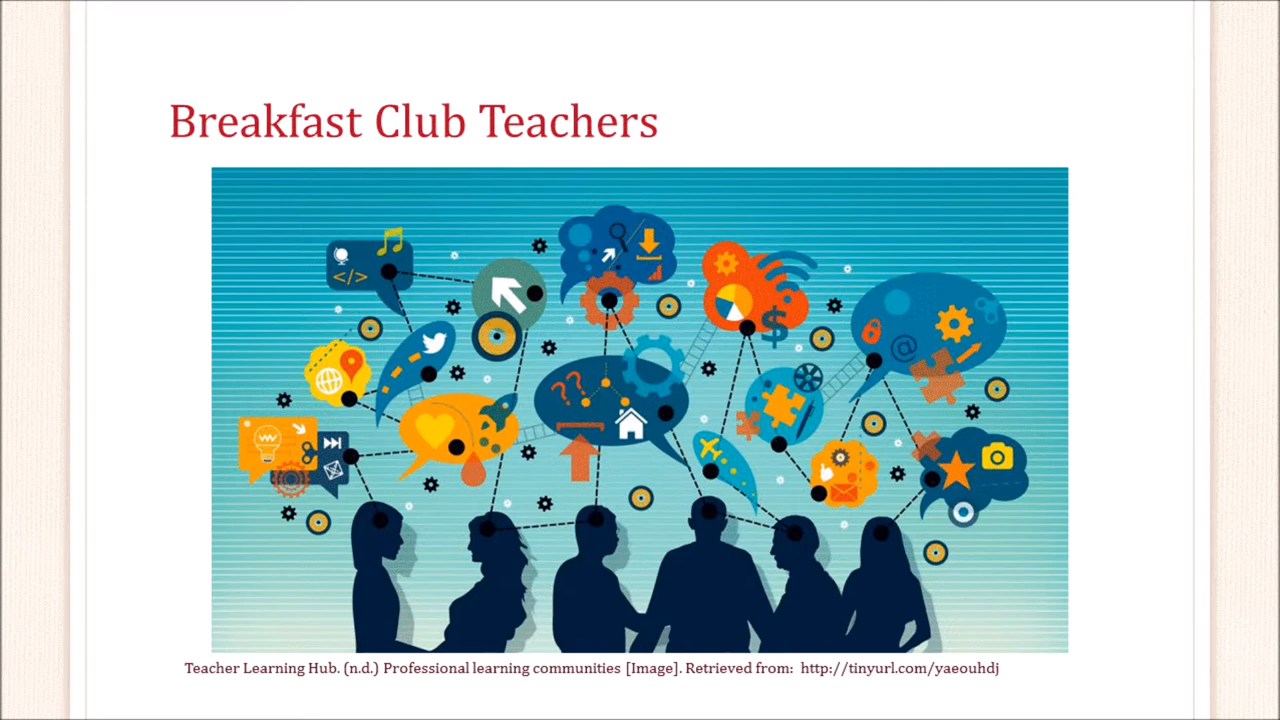 Breakfast Club Teachers
</>
??
$
@
Teacher Learning Hub. (n.d.) Professional learning communities [Image]. Retrieved from: http://tinyurl.com/yaeouhdj